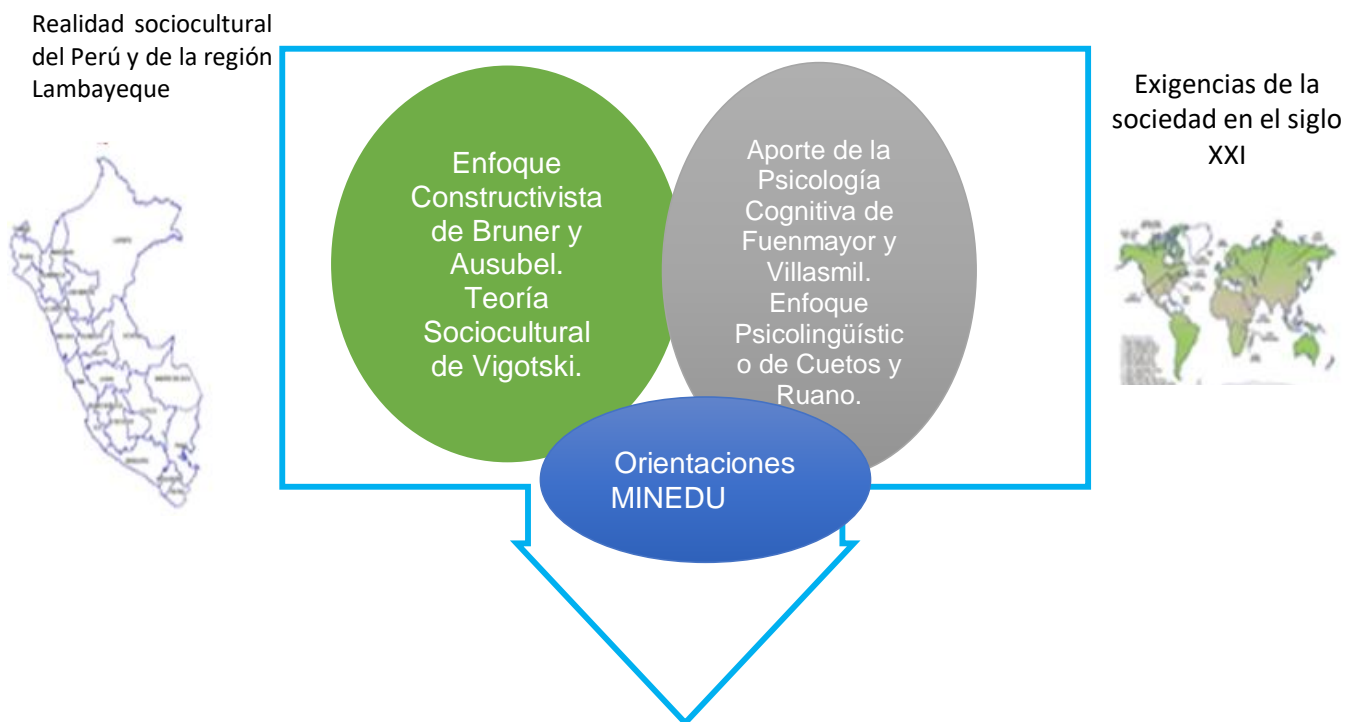 Realidad sociocultural
del Perú y de la región
Lambayeque
Enfoque
Constructivista
de Bruner y
Ausubel.
Teoría
Sociocultural
de Vigotski.
Aporte de la
Psicología
Cognitiva de
Fuenmayor y
Villasmil.
Enfoque
Psicolingüístic
o de Cuetos y
Ruano.
Orientaciones
MINEDU
Exigencias de la
sociedad en el siglo
XXI